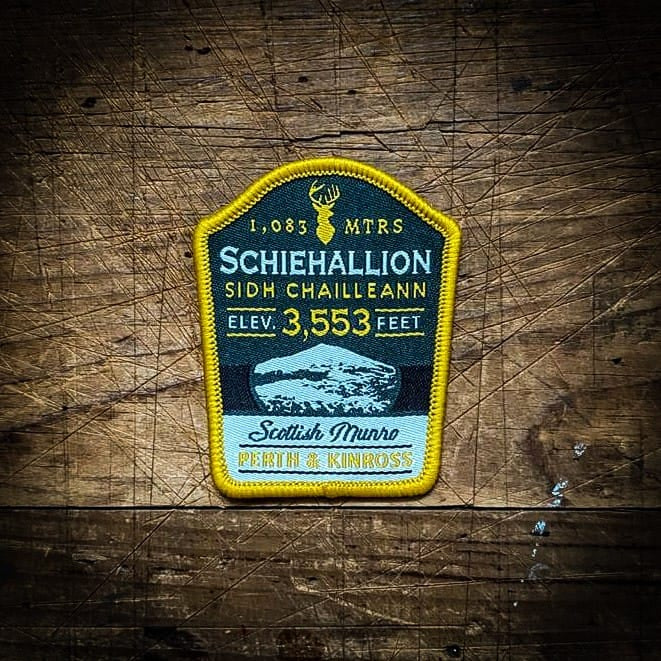 1,083 MTRS
SCHIEHALLION
SIDH CHAILLEANN
ELEV. 3,553 FEET
Scottish Munro
PERTH & KINROSS